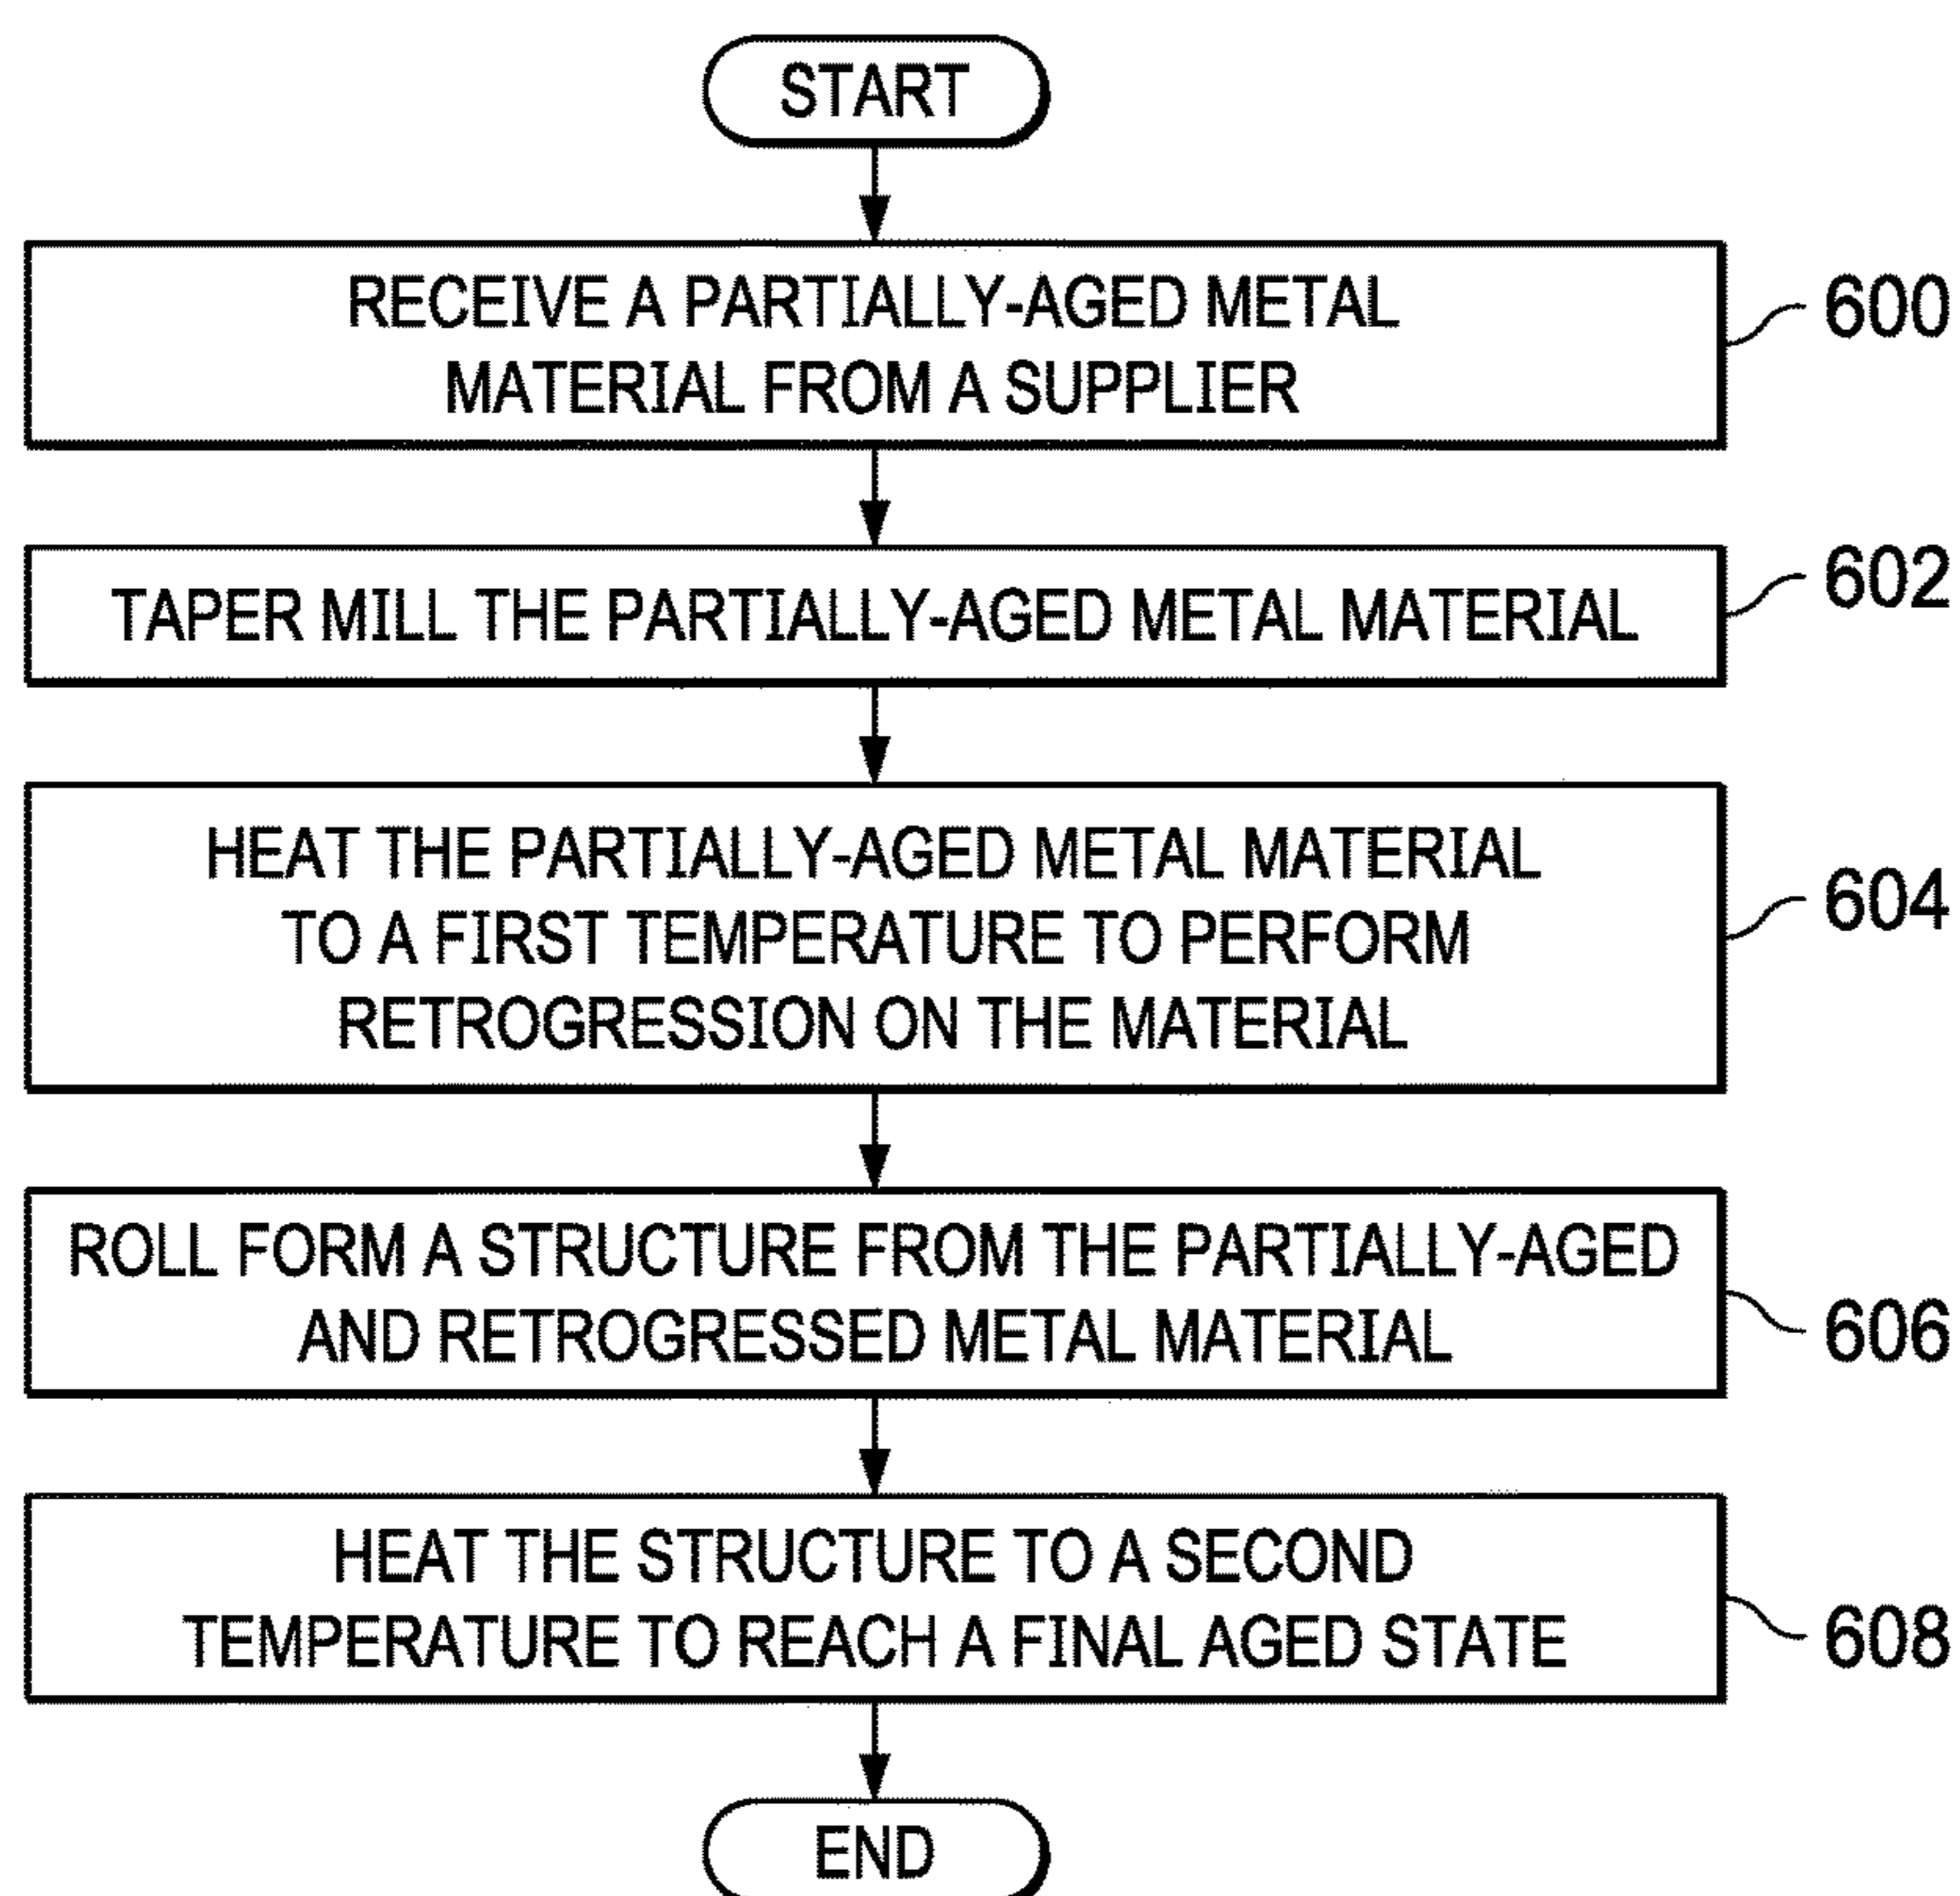 START
RECEIVE A PARTIALLY-AGED METAL
MATERIAL FROM A SUPPLIER
600
TAPER MILL THE PARTIALLY-AGED METAL MATERIAL
602
HEAT THE PARTIALLY-AGED METAL MATERIAL
TO A FIRST TEMPERATURE TO PERFORM
RETROGRESSION ON THE MATERIAL
604
ROLL FORM A STRUCTURE FROM THE PARTIALLY-AGED
AND RETROGRESSED METAL MATERIAL
606
HEAT THE STRUCTURE TO A SECOND
TEMPERATURE TO REACH A FINAL AGED STATE
608
END